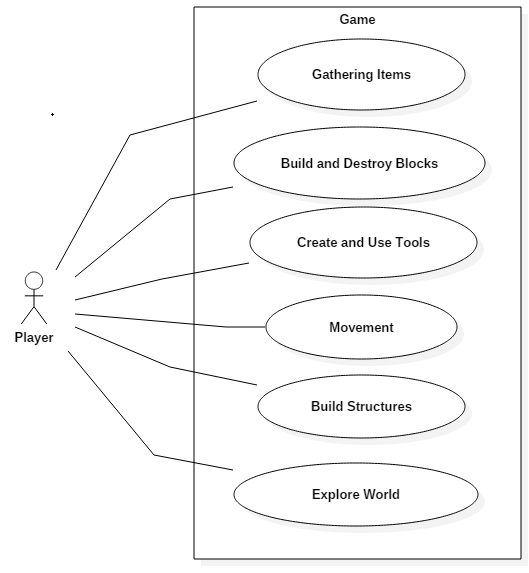 Game
Gathering Items
Build and Destroy Blocks
Create and Use Tools
Movement
Player
Build Structures
Explore World